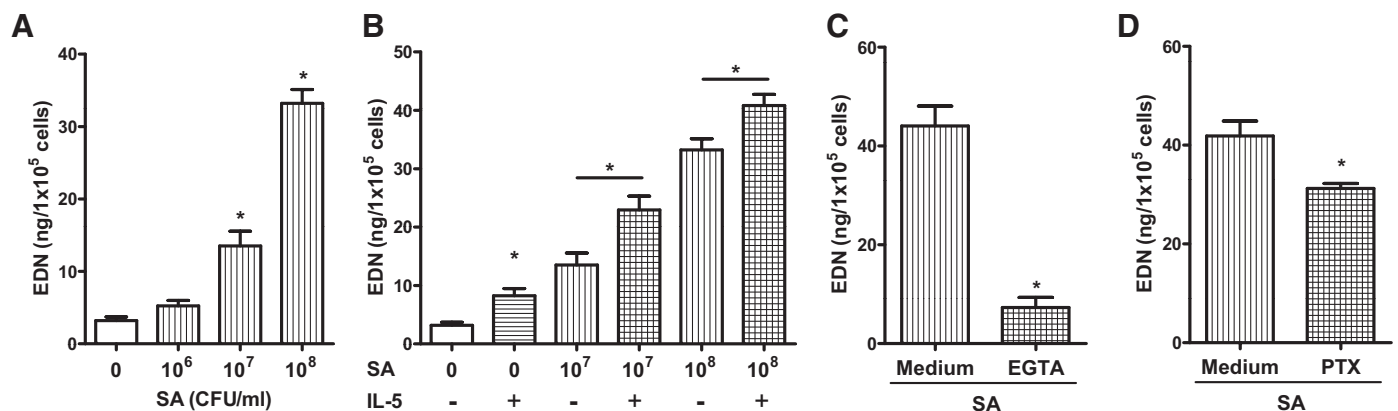 A
EDN (ng/1x10⁵ cells)
40
30
20
10
0
*
*
0 10⁶ 10⁷ 10⁸
SA (CFU/ml)
B
EDN (ng/1x10⁵ cells)
50
40
30
20
10
0
*
*
*
SA 0 0 10⁷ 10⁷ 10⁸ 10⁸
IL-5 - + - + - +
C
EDN (ng/1x10⁵ cells)
60
40
20
0
*
Medium EGTA
SA
D
EDN (ng/1x10⁵ cells)
60
40
20
0
*
Medium PTX
SA